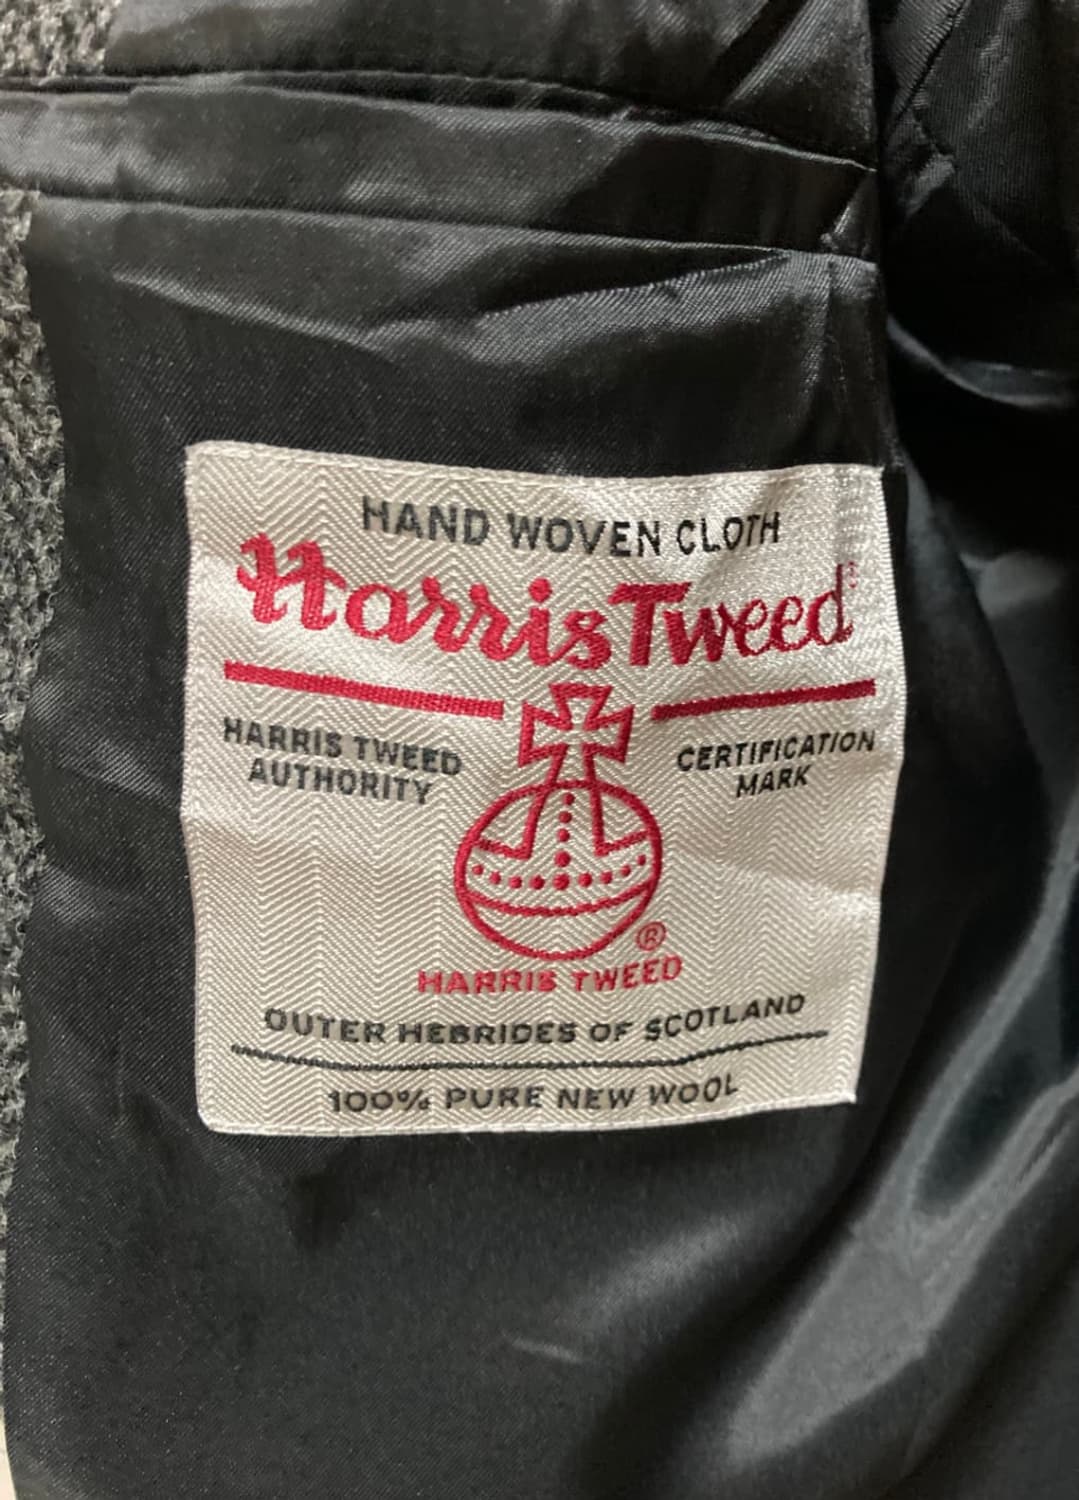 HAND WOVEN CLOTH
Harris Tweed®
HARRIS TWEED
AUTHORITY
CERTIFICATION
MARK
®
HARRIS TWEED
OUTER HEBRIDES OF SCOTLAND
100% PURE NEW WOOL